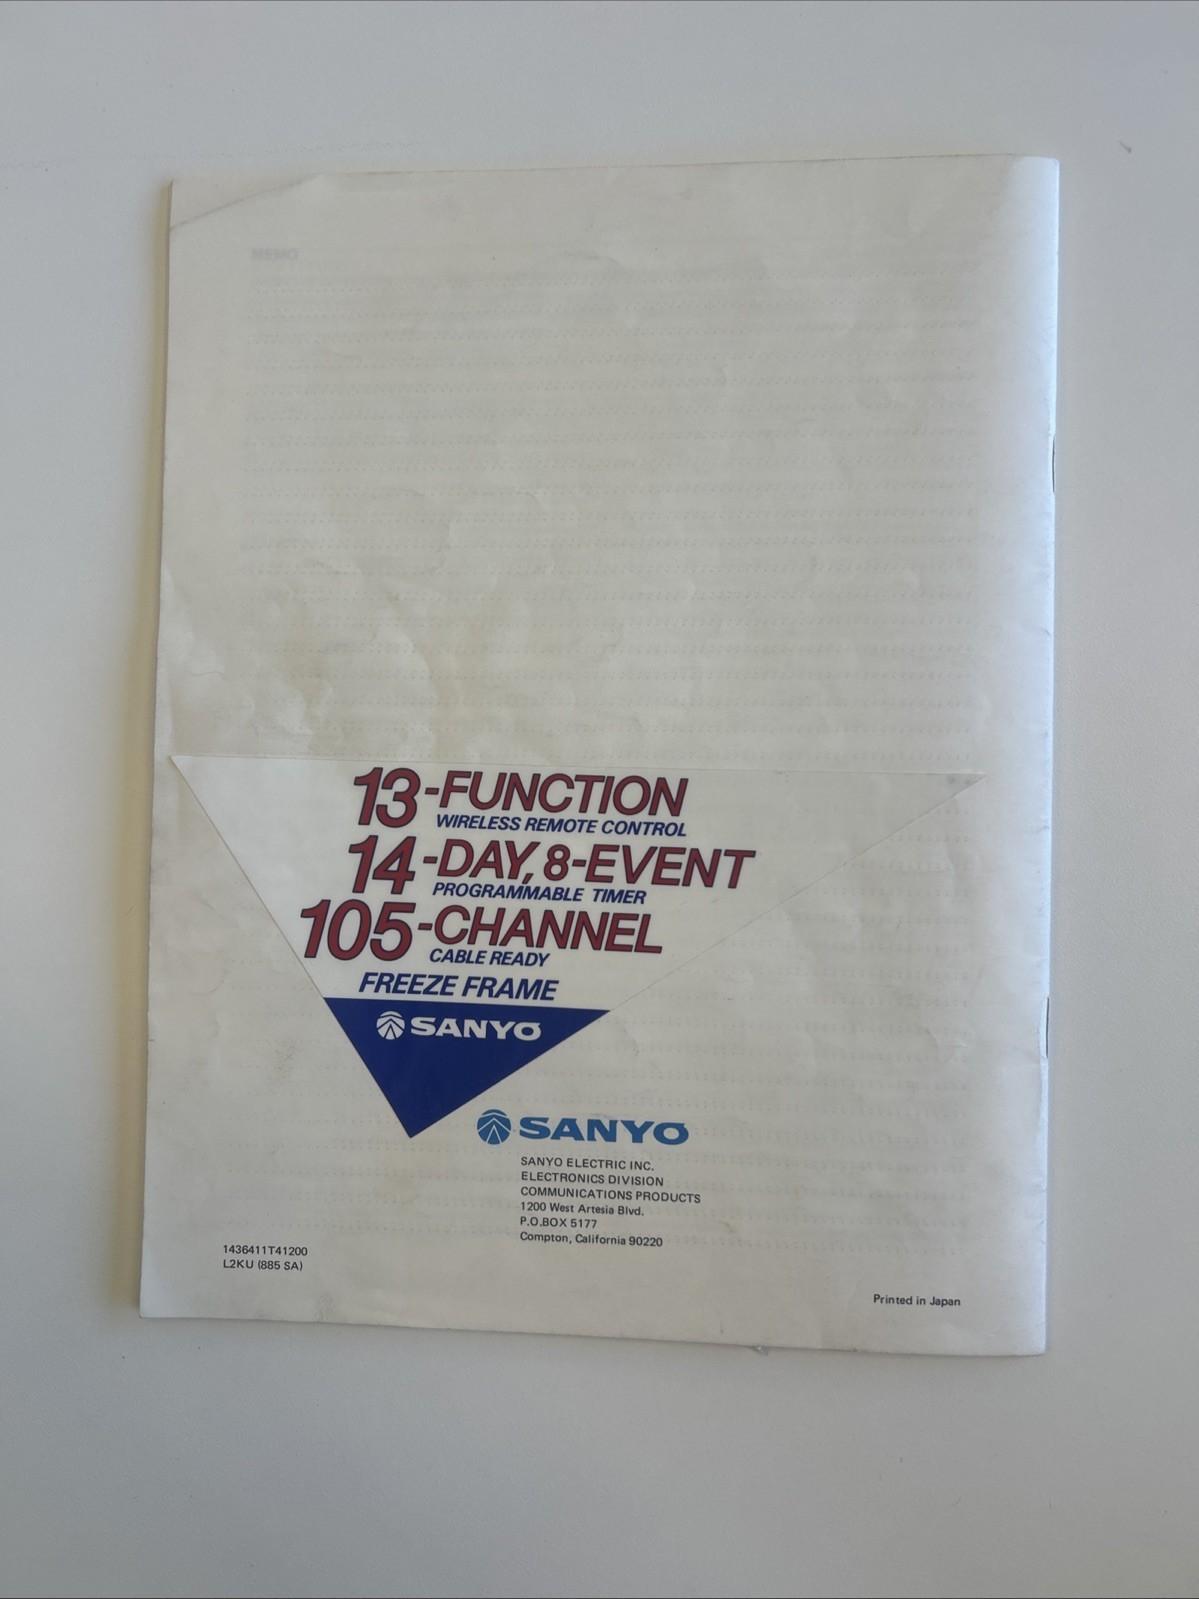 MEMO
13-FUNCTION
WIRELESS REMOTE CONTROL
14-DAY, 8-EVENT
PROGRAMMABLE TIMER
105-CHANNEL
CABLE READY
FREEZE FRAME
SANYO
SANYO
SANYO ELECTRIC INC.
ELECTRONICS DIVISION
COMMUNICATIONS PRODUCTS
1200 West Artesia Blvd.
P.O.BOX 5177
Compton, California 90220
1436411T41200
L2KU (885 SA)
Printed in Japan